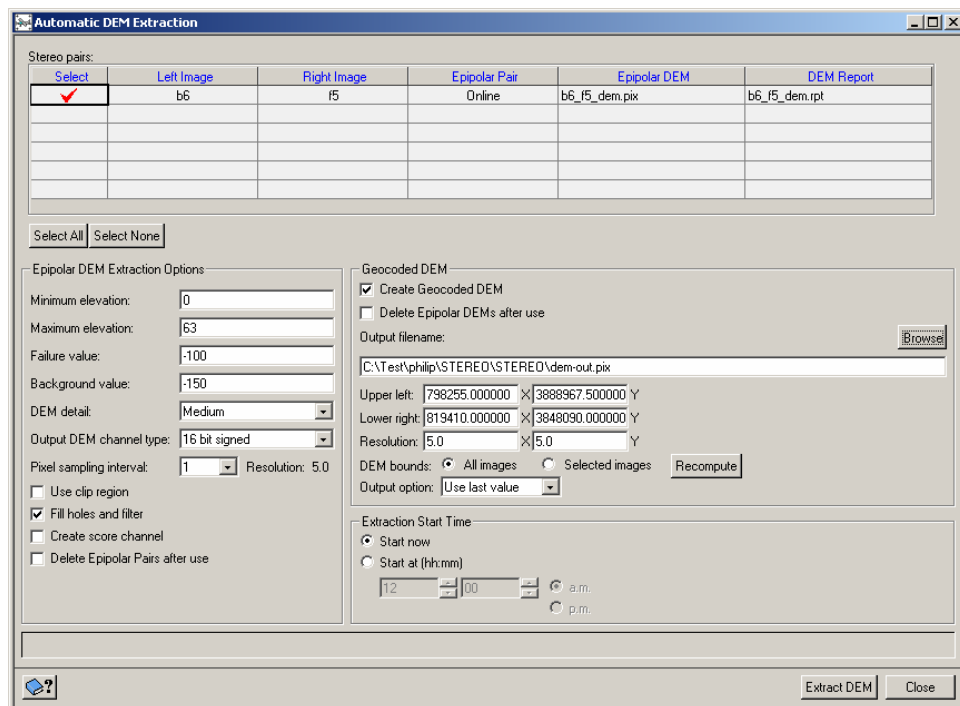 Automatic DEM Extraction
Stereo pairs:
Select Left Image Right Image Epipolar Pair Epipolar DEM DEM Report
b6 f5 Online b6_f5_dem.pix b6_f5_dem.rpt
Select All Select None
Epipolar DEM Extraction Options
Minimum elevation: 0
Maximum elevation: 63
Failure value: -100
Background value: -150
DEM detail: Medium
Output DEM channel type: 16 bit signed
Pixel sampling interval: 1 Resolution: 5.0
Use clip region
Fill holes and filter
Create score channel
Delete Epipolar Pairs after use
Geocoded DEM
Create Geocoded DEM
Delete Epipolar DEMs after use
Output filename:
Browse
C:\Test\philip\STEREO\STEREO\dem-out.pix
Upper left: 798255.000000 X 3888967.500000 Y
Lower right: 819410.000000 X 3848090.000000 Y
Resolution: 5.0 X 5.0 Y
DEM bounds: All images Selected images Recompute
Output option: Use last value
Extraction Start Time
Start now
Start at (hh:mm)
12 00 a.m.
p.m.
?
Extract DEM Close